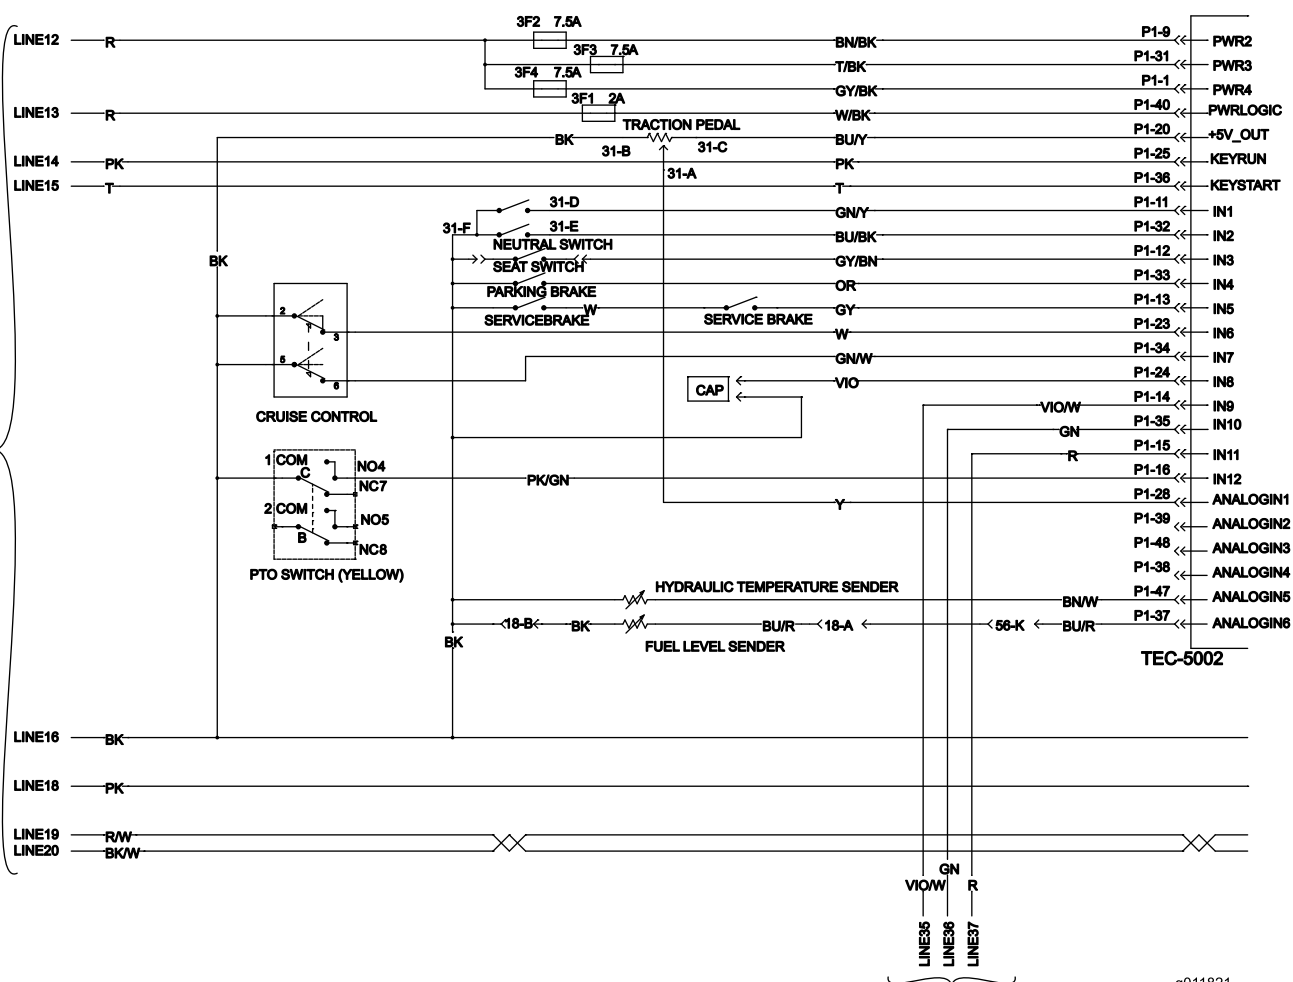 3F2 7.5A
LINE12 R BN/BK P1-9 PWR2
3F3 7.5A
T/BK P1-31 PWR3
3F4 7.5A
GY/BK P1-1 PWR4
3F1 2A
LINE13 R W/BK P1-40 PWRLOGIC
TRACTION PEDAL
BK BU/Y P1-20 +5V_OUT
31-B 31-C
LINE14 PK PK P1-25 KEYRUN
31-A
LINE15 T T P1-36 KEYSTART
31-D GN/Y P1-11 IN1
31-F 31-E BU/BK P1-32 IN2
NEUTRAL SWITCH
BK GY/BN P1-12 IN3
SEAT SWITCH
OR P1-33 IN4
PARKING BRAKE
W GY P1-13 IN5
SERVICEBRAKE SERVICE BRAKE
2 3 W P1-23 IN6
5 GN/W P1-34 IN7
6 CAP VIO P1-24 IN8
VIO/W P1-14 IN9
CRUISE CONTROL
GN P1-35 IN10
R P1-15 IN11
1 COM NO4
C PK/GN P1-16 IN12
NC7
Y P1-28 ANALOGIN1
2 COM NO5
P1-39 ANALOGIN2
B NC8
P1-48 ANALOGIN3
PTO SWITCH (YELLOW)
P1-38 ANALOGIN4
HYDRAULIC TEMPERATURE SENDER
BN/W P1-47 ANALOGIN5
18-B BK BU/R 18-A 56-K BU/R P1-37 ANALOGIN6
BK FUEL LEVEL SENDER
TEC-5002
LINE16 BK
LINE18 PK
LINE19 R/W
LINE20 BK/W
GN
VIO/W R
LINE35
LINE36
LINE37
g011821